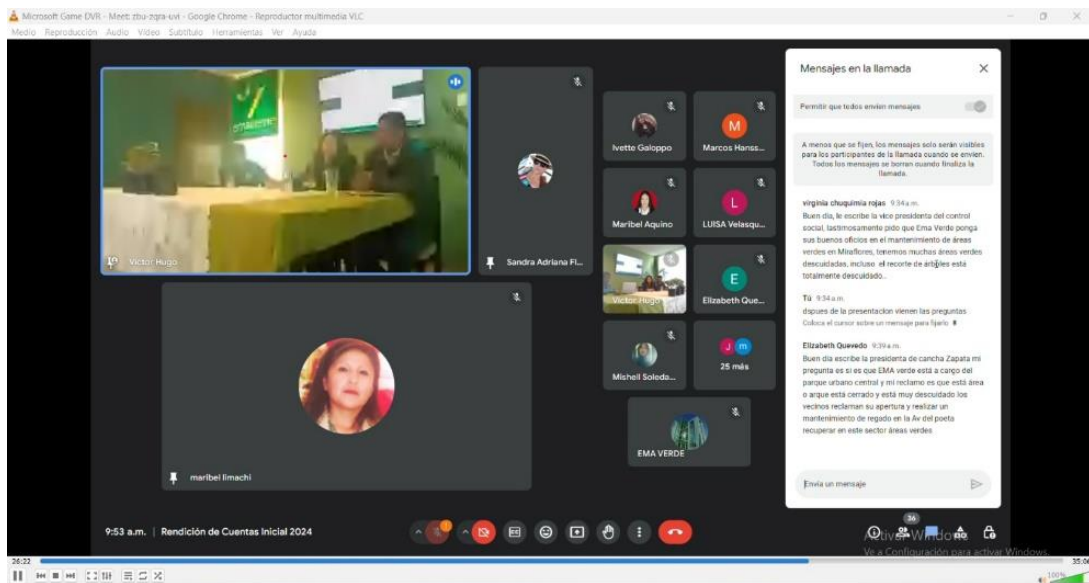 Microsoft Game DVR - Meet: zbu-zqra-uvi - Google Chrome - Reproductor multimedia VLC
Medio Reproducción Audio Video Subtítulo Herramientas Ver Ayuda
Victor Hugo
Sandra Adriana Fl...
Ivette Galoppo
M
Marcos Hanss...
Maribel Aquino
L
LUISA Velasqu...
Victor Hugo
E
Elizabeth Que...
Mishell Soleda...
J m
25 más
EMA VERDE
maribel limachi
Mensajes en la llamada
Permitir que todos envíen mensajes
A menos que se fijen, los mensajes solo serán visibles
para los participantes de la llamada cuando se envíen.
Todos los mensajes se borran cuando finaliza la
llamada.
virginia chuquimia rojas 9:34 a.m.
Buen día, le escribe la vice presidenta del control
social, lastimosamente pido que Ema Verde ponga
sus buenos oficios en el mantenimiento de áreas
verdes en Miraflores, tenemos muchas áreas verdes
descuidadas, incluso el recorte de árboles está
totalmente descuidado..
Tú 9:34 a.m.
dspues de la presentacion vienen las preguntas
Coloca el cursor sobre un mensaje para fijarlo
Elizabeth Quevedo 9:39 a.m.
Buen día escribe la presidenta de cancha Zapata mi
pregunta es si es que EMA verde está a cargo del
parque urbano central y mi reclamo es que está área
o arque está cerrado y está muy descuidado los
vecinos reclaman su apertura y realizar un
mantenimiento de regado en la Av del poeta
recuperar en este sector áreas verdes
Envía un mensaje
9:53 a.m. | Rendición de Cuentas Inicial 2024
36
Activar Windows
Ve a Configuración para activar Windows.
26:22
35:06
100%